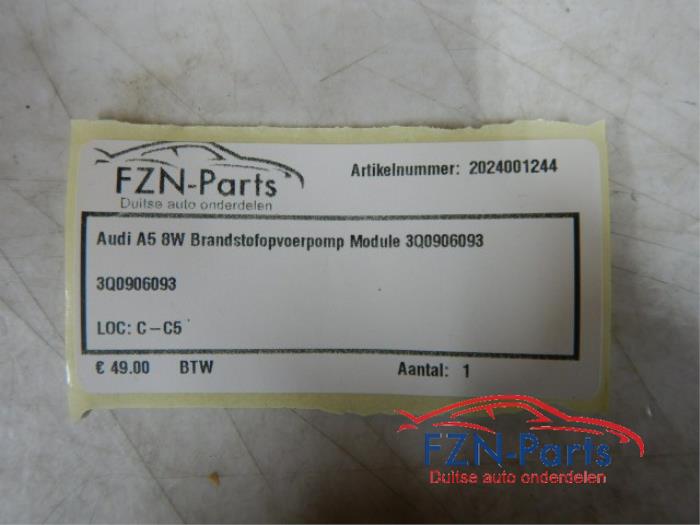 FZN-Parts
Duitse auto onderdelen
Artikelnummer: 2024001244
Audi A5 8W Brandstofopvoerpomp Module 3Q0906093
3Q0906093
LOC: C-C5
€ 49.00 BTW Aantal: 1
FZN-Parts
Duitse auto onderdelen